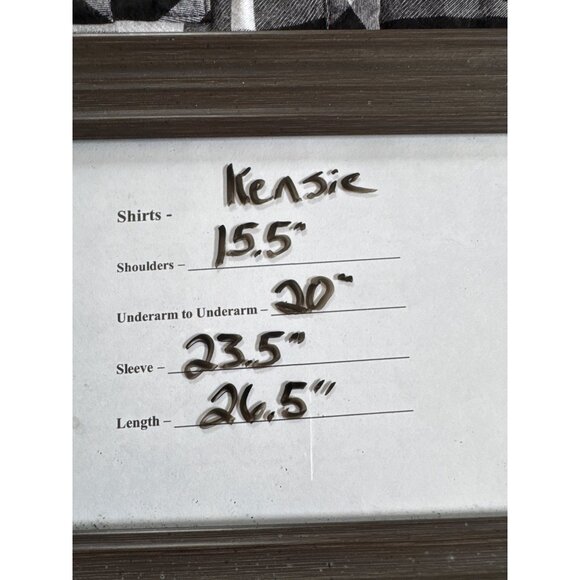 Shirts - Kensie
Shoulders – 15.5"
Underarm to Underarm – 20"
Sleeve – 23.5"
Length – 26.5"